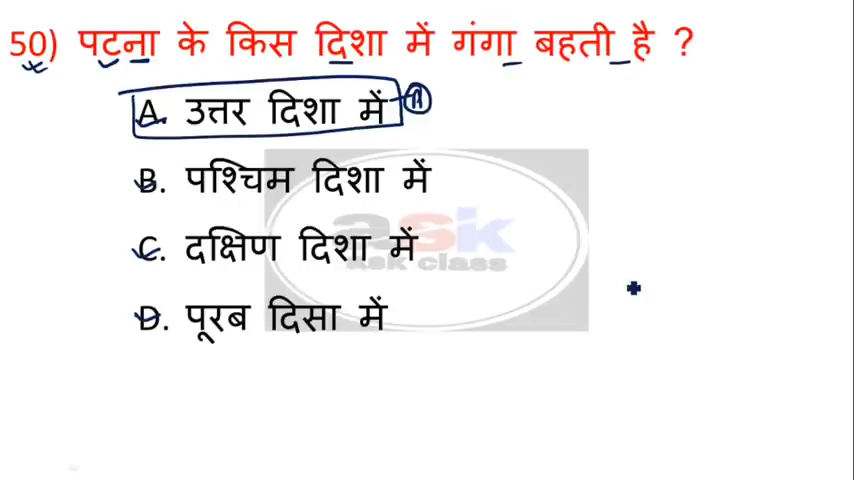 50) पटना के किस दिशा में गंगा बहती है ?
A. उत्तर दिशा में A
B. पश्चिम दिशा में
C. दक्षिण दिशा में
D. पूरब दिसा में
ask
Ask class